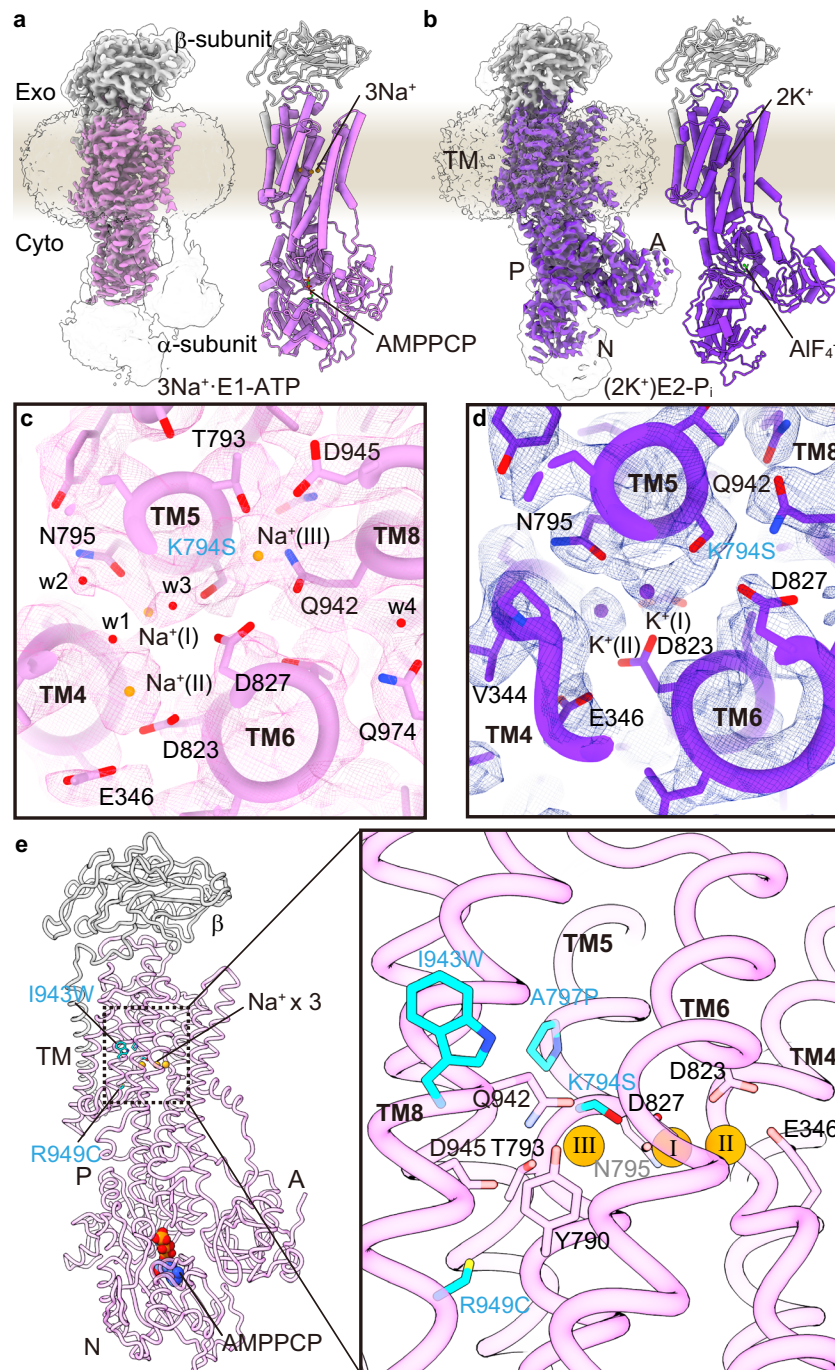 a
β-subunit
Exo
3Na⁺
TM
Cyto
α-subunit
AMPPCP
3Na⁺·E1-ATP
b
2K⁺
TM
A
P
N
AlF₄⁻
(2K⁺)E2-Pᵢ
c
T793
D945
TM5
N795
K794S
Na⁺(III)
TM8
w2
w3
Q942
w4
w1
Na⁺(I)
Na⁺(II)
D827
TM4
D823
TM6
Q974
E346
d
TM8
TM5
Q942
N795
K794S
D827
K⁺(I)
K⁺(II)
D823
V344
E346
TM4
TM6
e
β
I943W
Na⁺ x 3
TM
R949C
P
A
AMPPCP
N
TM5
I943W
A797P
TM6
TM4
D823
K794S
TM8
Q942
D827
E346
D945
T793
III
I
II
N795
Y790
R949C